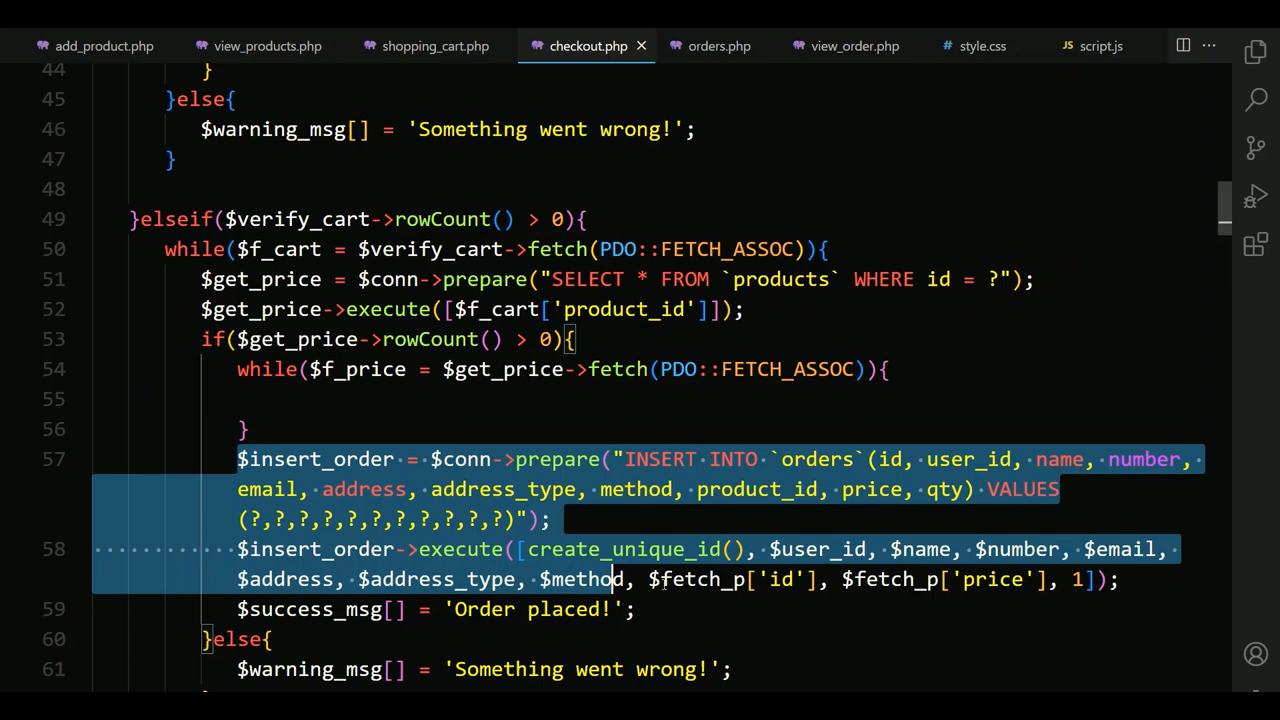 add_product.php view_products.php shopping_cart.php checkout.php orders.php view_order.php # style.css JS script.js
44 }
45 }else{
46 $warning_msg[] = 'Something went wrong!';
47 }
48
49 }elseif($verify_cart->rowCount() > 0){
50 while($f_cart = $verify_cart->fetch(PDO::FETCH_ASSOC)){
51 $get_price = $conn->prepare("SELECT * FROM `products` WHERE id = ?");
52 $get_price->execute([$f_cart['product_id']]);
53 if($get_price->rowCount() > 0){
54 while($f_price = $get_price->fetch(PDO::FETCH_ASSOC)){
55
56 }
57 $insert_order = $conn->prepare("INSERT INTO `orders`(id, user_id, name, number,
email, address, address_type, method, product_id, price, qty) VALUES
(?,?,?,?,?,?,?,?,?,?,?)");
58 $insert_order->execute([create_unique_id(), $user_id, $name, $number, $email,
$address, $address_type, $method, $fetch_p['id'], $fetch_p['price'], 1]);
59 $success_msg[] = 'Order placed!';
60 }else{
61 $warning_msg[] = 'Something went wrong!';